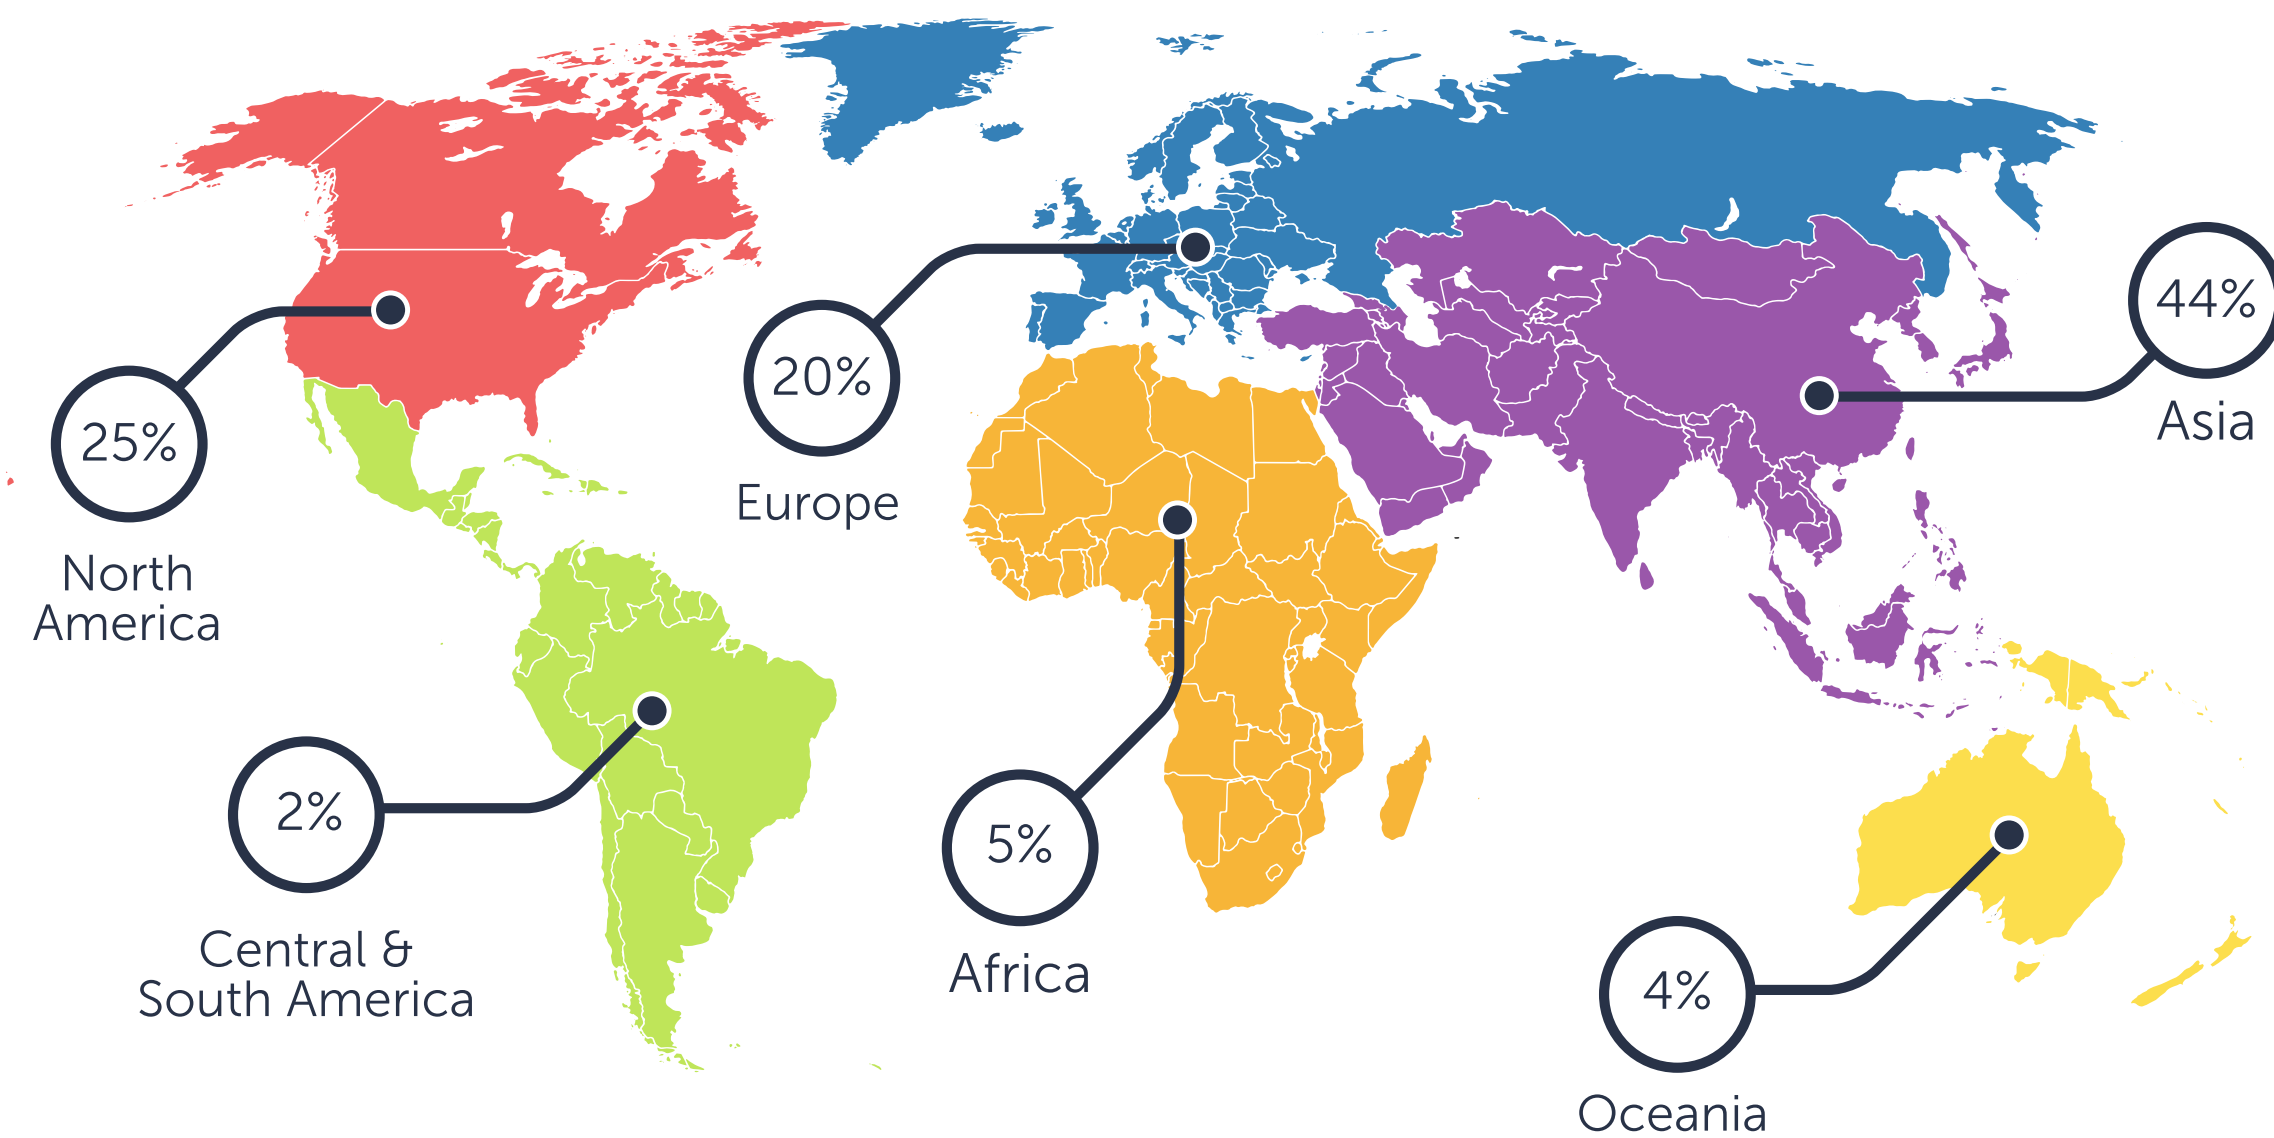 25%
North
America
20%
Europe
44%
Asia
2%
Central &
South America
5%
Africa
4%
Oceania